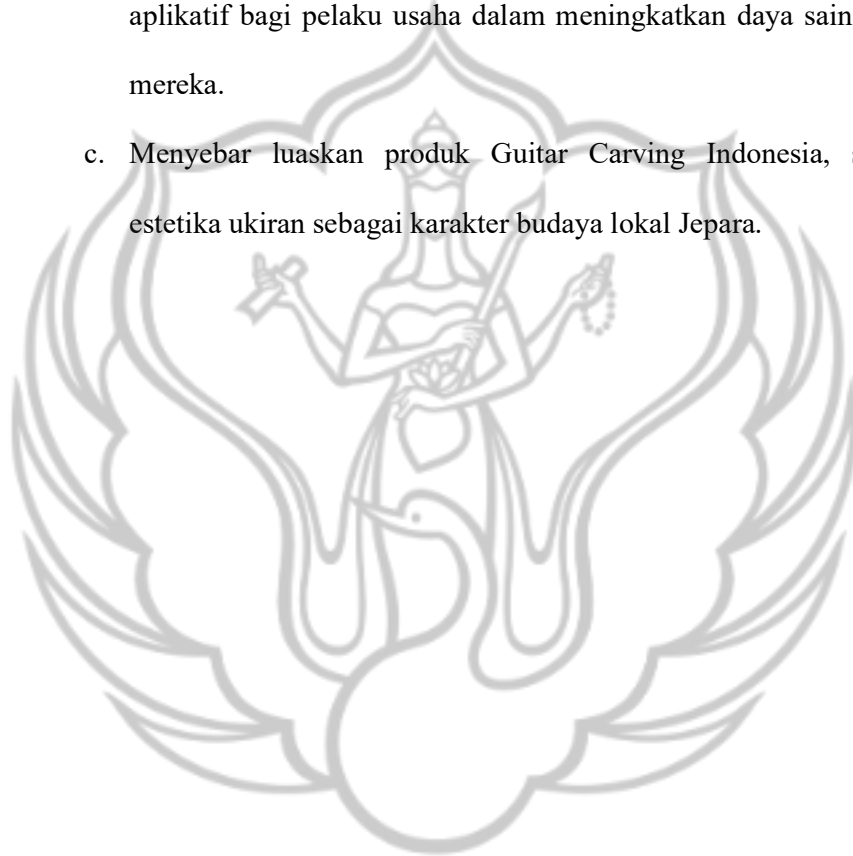 aplikatif bagi pelaku usaha dalam meningkatkan daya
mereka.
c. Menyebar luaskan produk Guitar Carving Indonesia,
estetika ukiran sebagai karakter budaya lokal Jepara.